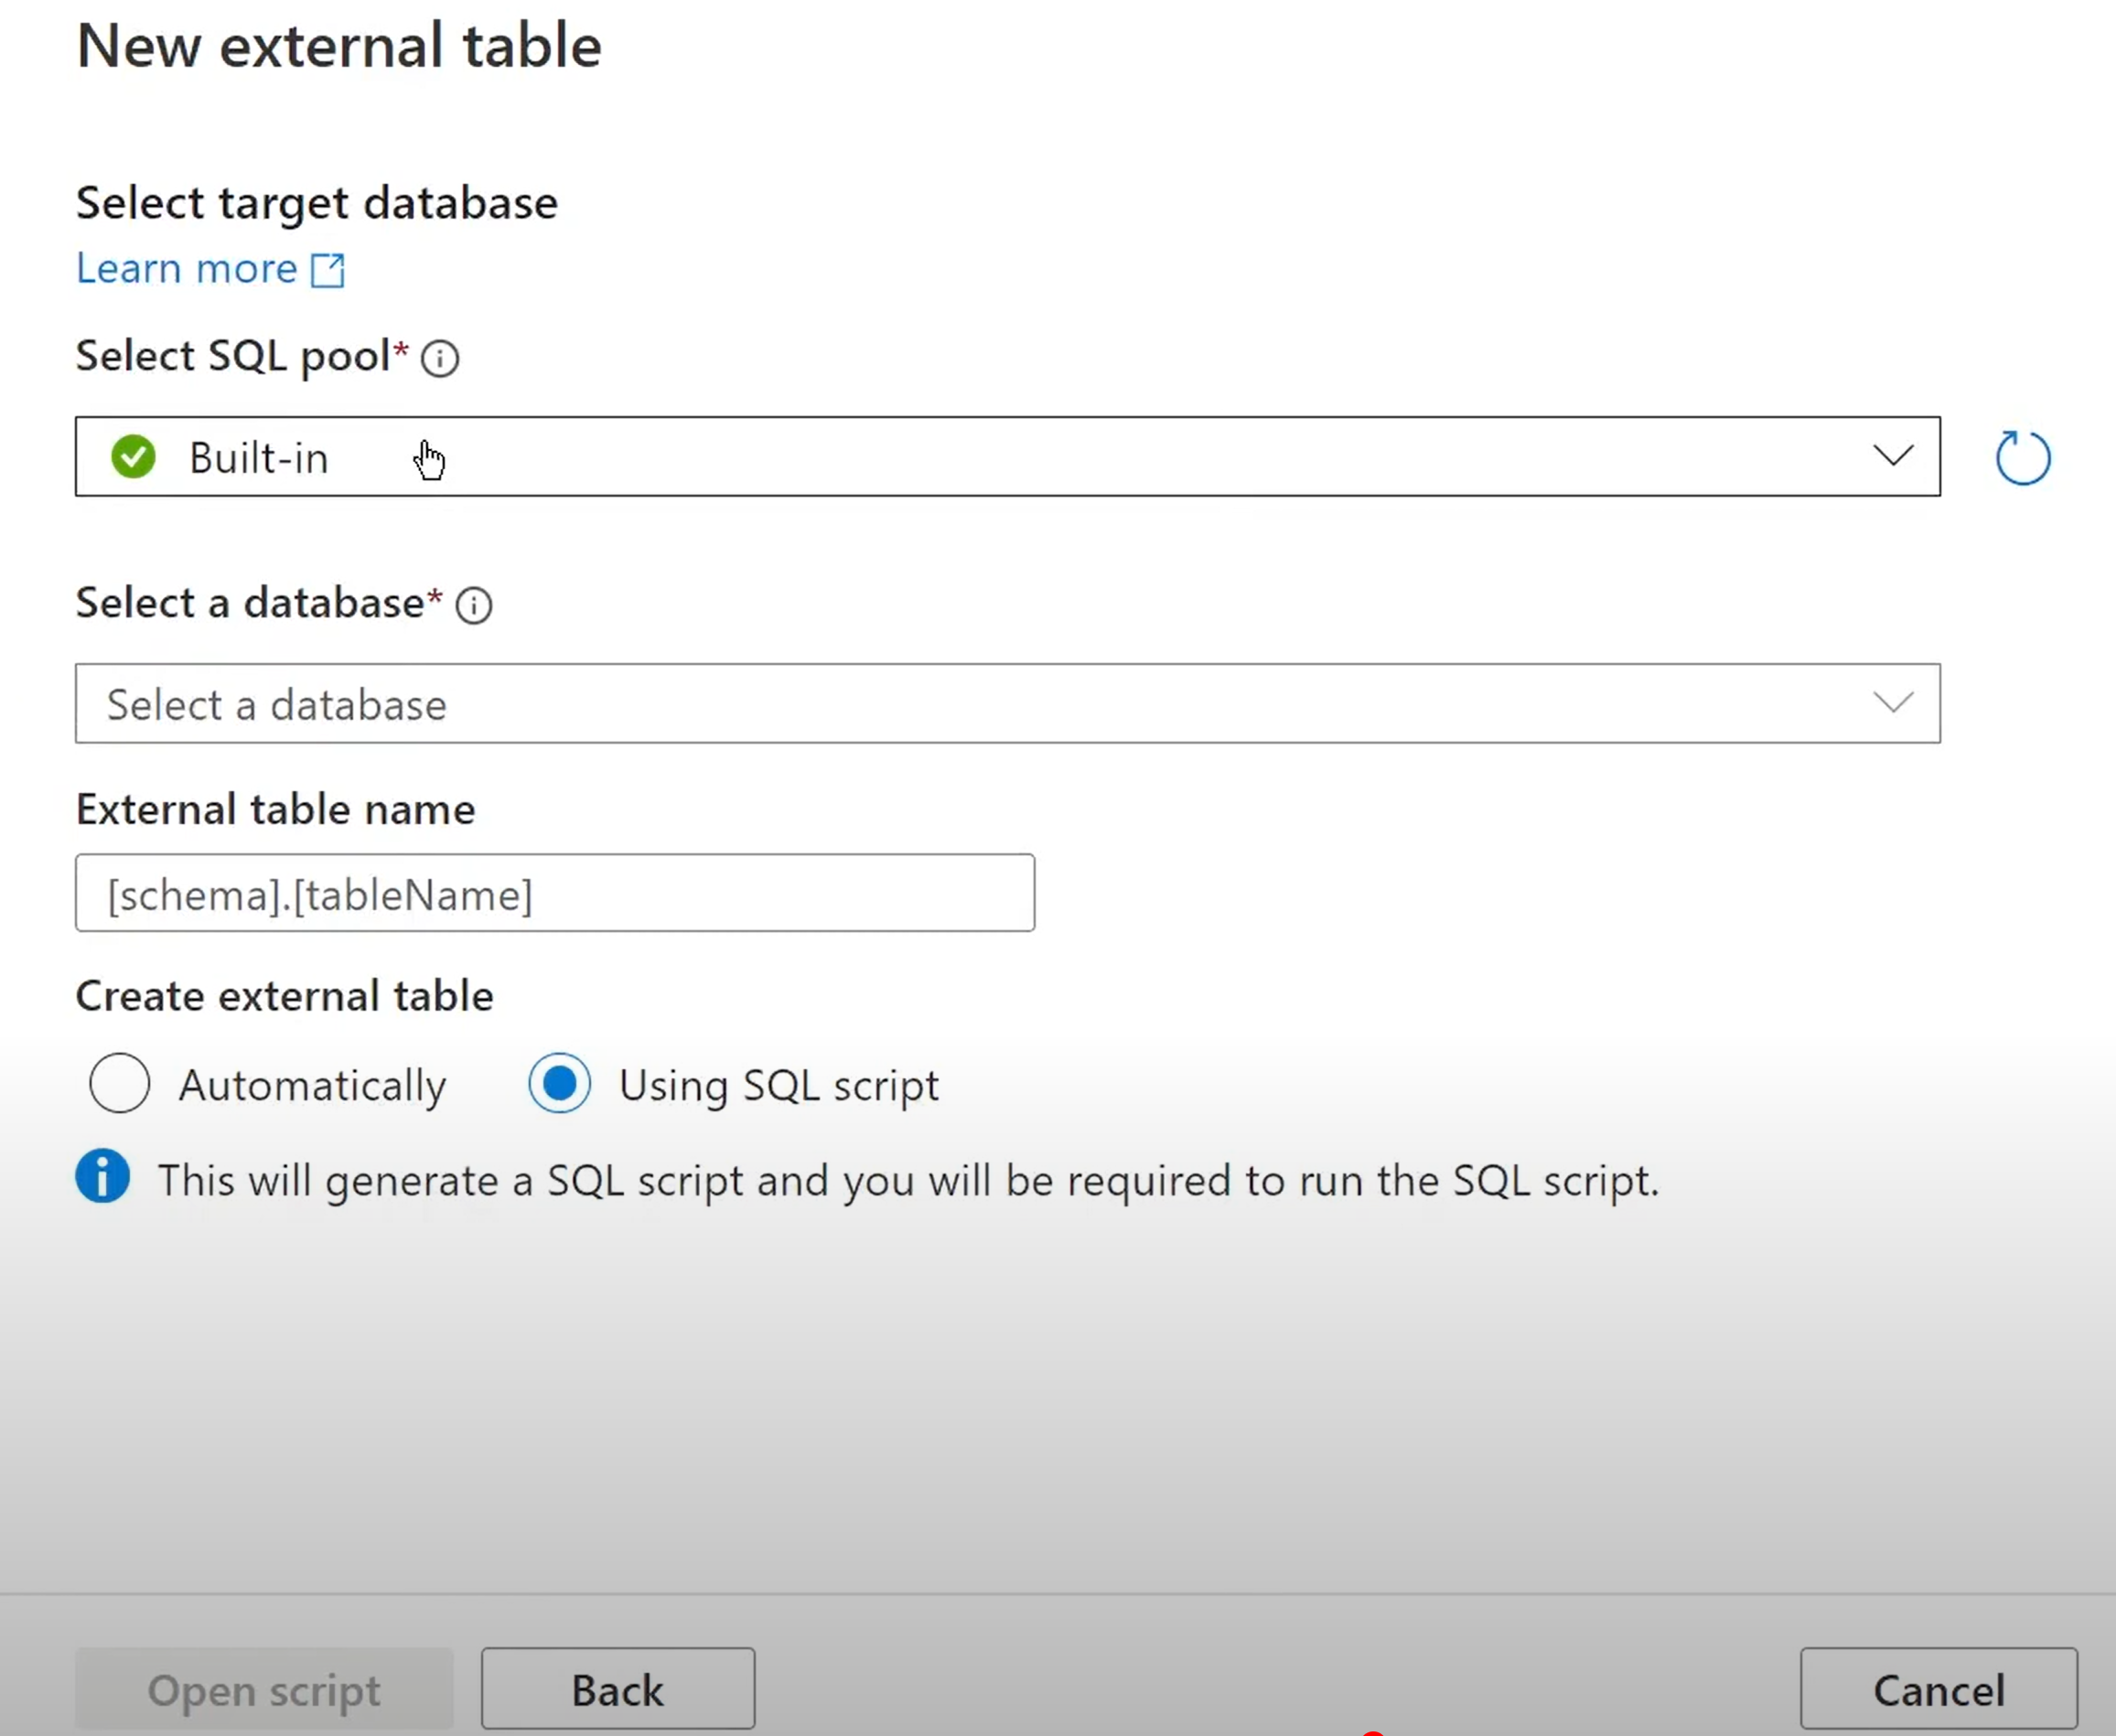 New external table
Select target database
Learn more
Select SQL pool*
Built-in
Select a database*
Select a database
External table name
[schema].[tableName]
Create external table
Automatically Using SQL script
This will generate a SQL script and you will be required to run the SQL script.
Open script Back Cancel